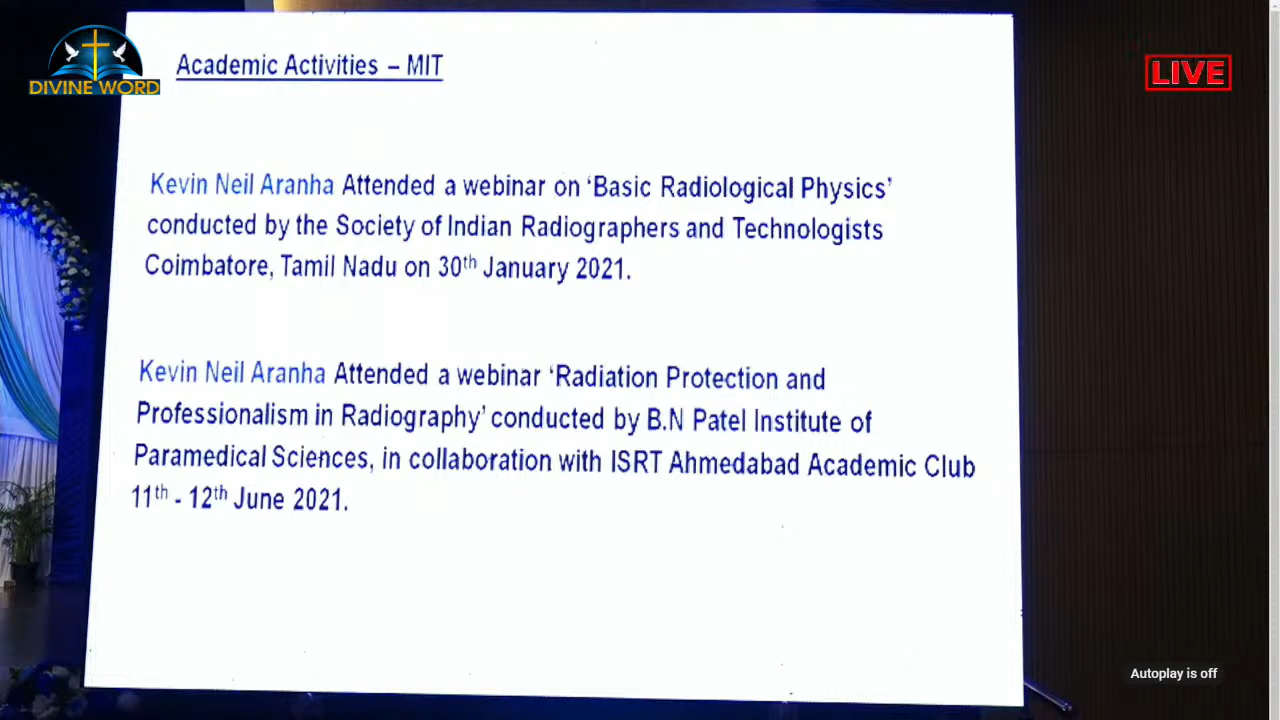 DIVINE WORD
LIVE
Academic Activities – MIT
Kevin Neil Aranha Attended a webinar on ‘Basic Radiological Physics’
conducted by the Society of Indian Radiographers and Technologists
Coimbatore, Tamil Nadu on 30th January 2021.
Kevin Neil Aranha Attended a webinar ‘Radiation Protection and
Professionalism in Radiography’ conducted by B.N Patel Institute of
Paramedical Sciences, in collaboration with ISRT Ahmedabad Academic Club
11th - 12th June 2021.
Autoplay is off